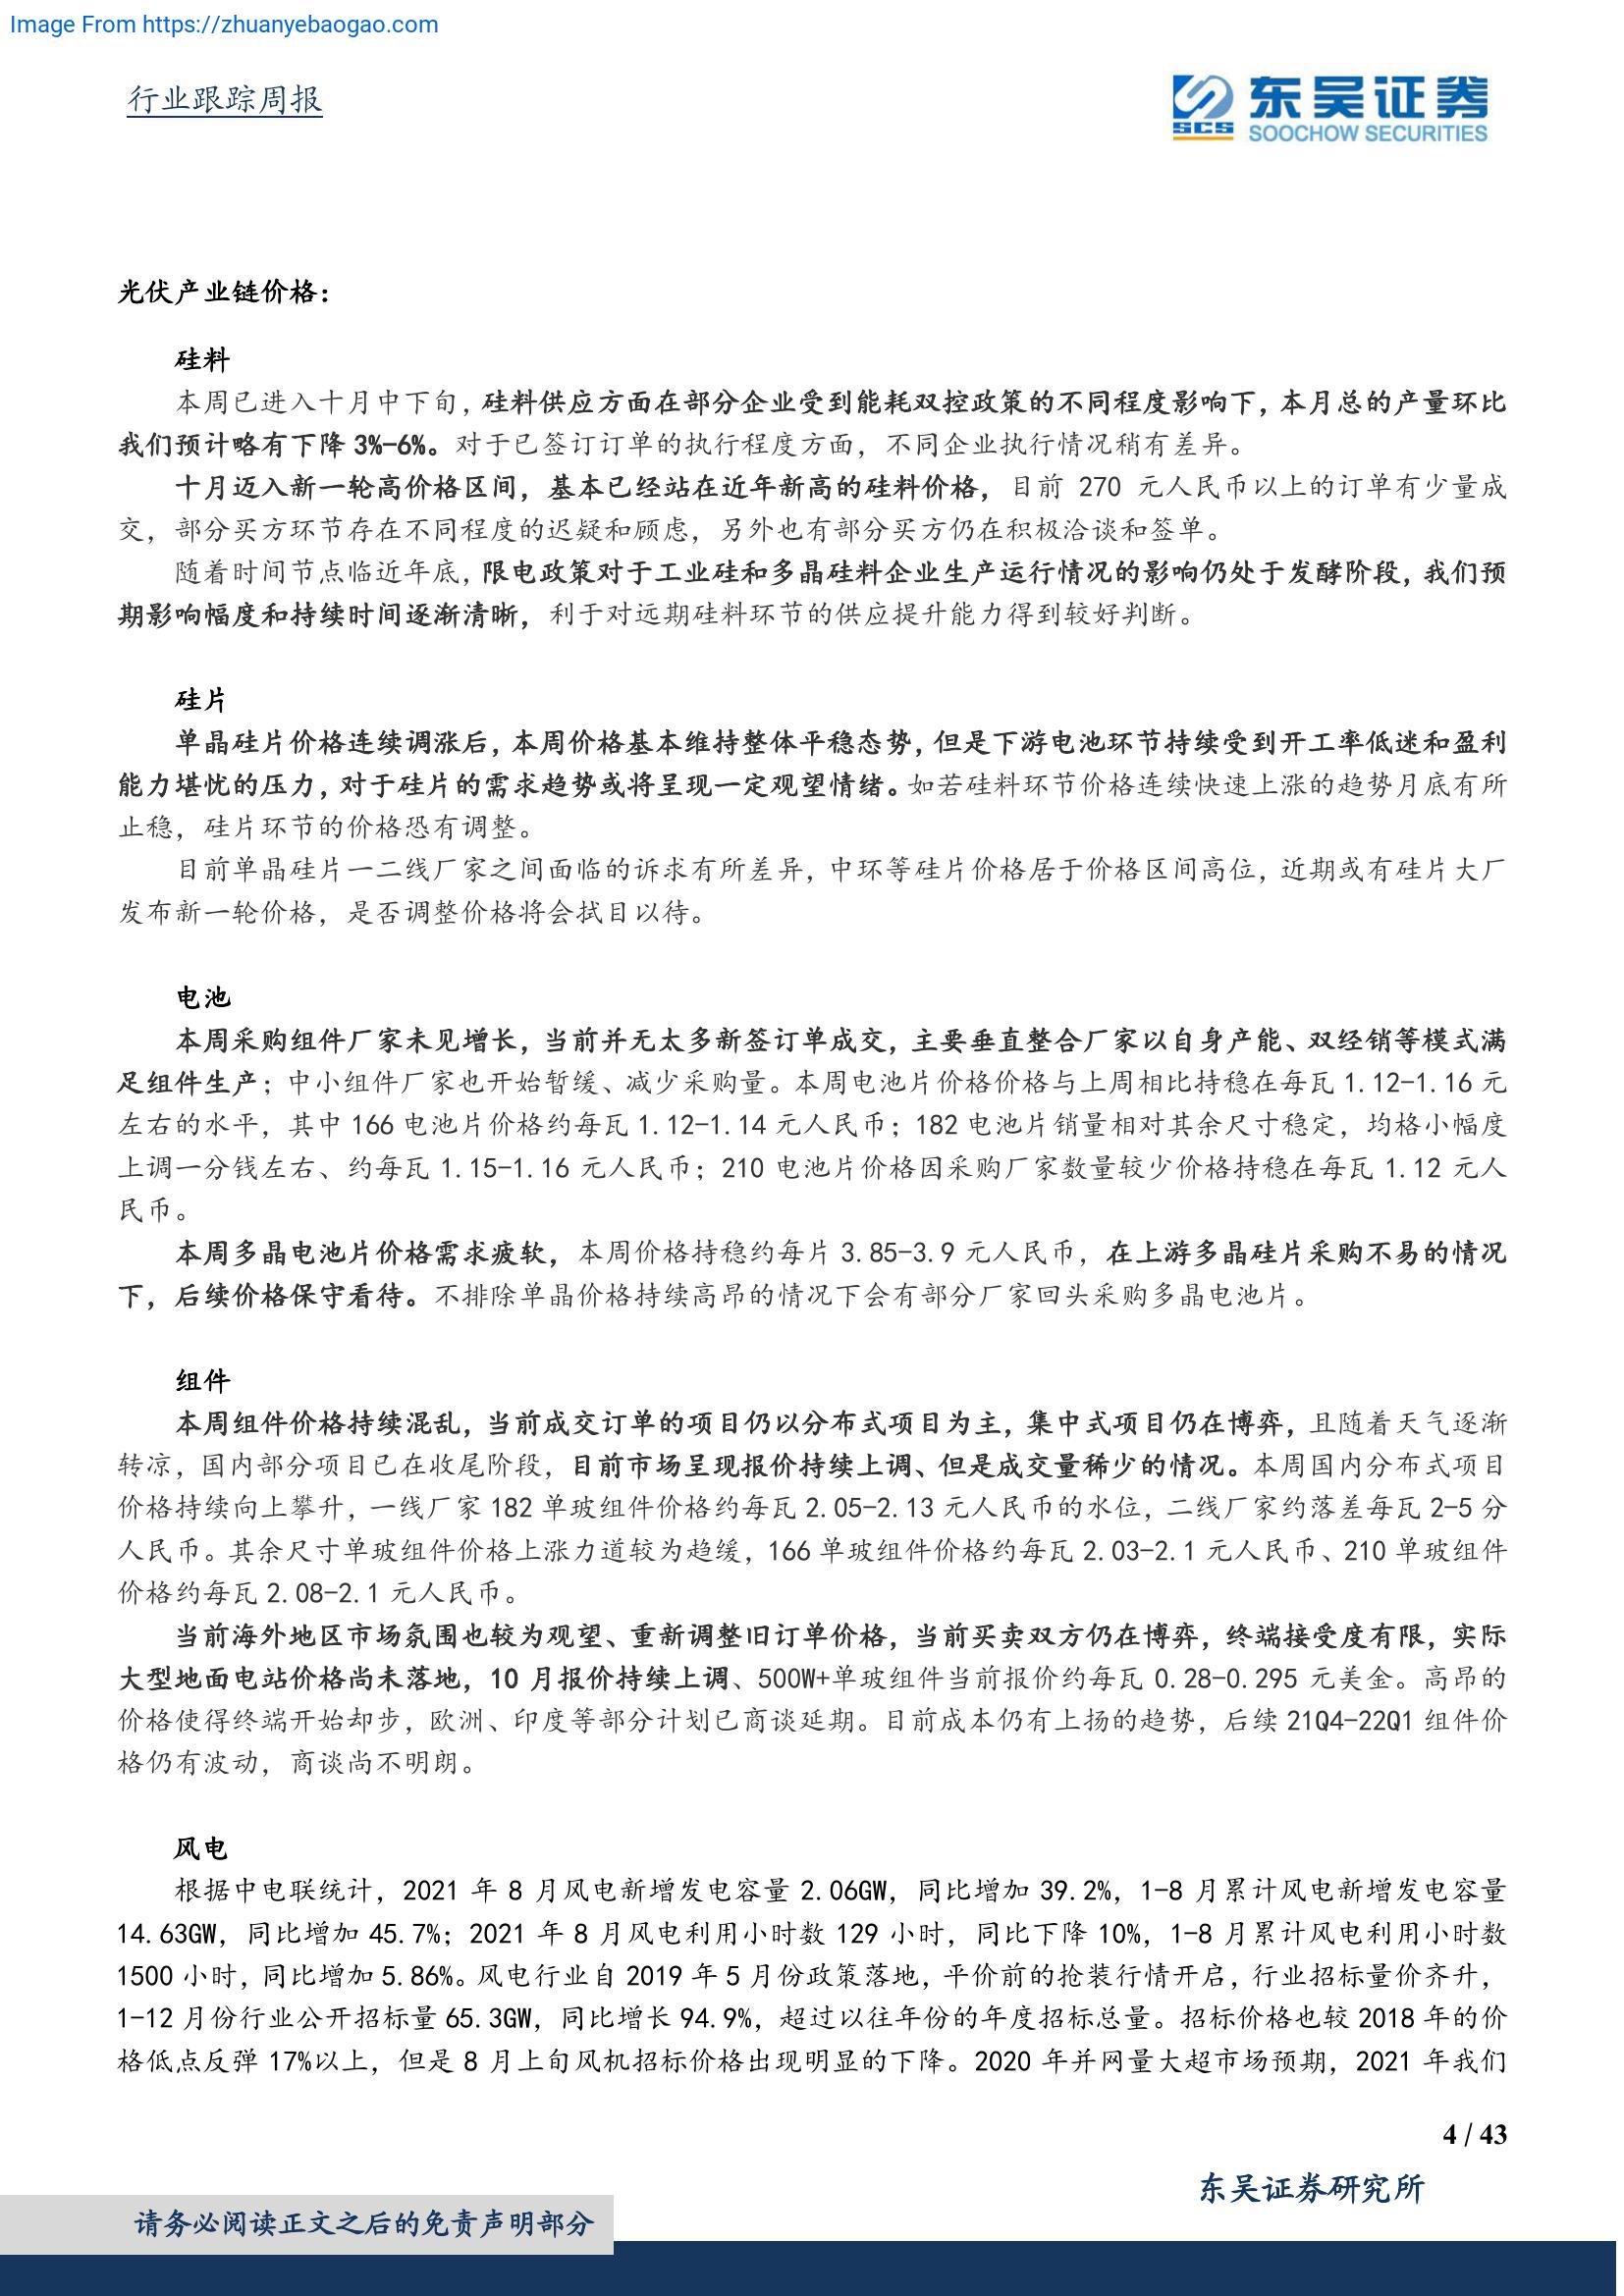 Image From https://zhuanyebaogao.com
行业跟踪周报
SCS
东吴证券
SOOCHOW SECURITIES
光伏产业链价格：
硅料
本周已进入十月中下旬，硅料供应方面在部分企业受到能耗双控政策的不同程度影响下，本月总的产量环比
我们预计略有下降 3%-6%。对于已签订订单的执行程度方面，不同企业执行情况稍有差异。
十月迈入新一轮高价格区间，基本已经站在近年新高的硅料价格，目前 270 元人民币以上的订单有少量成
交，部分买方环节存在不同程度的迟疑和顾虑，另外也有部分买方仍在积极洽谈和签单。
随着时间节点临近年底，限电政策对于工业硅和多晶硅料企业生产运行情况的影响仍处于发酵阶段，我们预
期影响幅度和持续时间逐渐清晰，利于对远期硅料环节的供应提升能力得到较好判断。
硅片
单晶硅片价格连续调涨后，本周价格基本维持整体平稳态势，但是下游电池环节持续受到开工率低迷和盈利
能力堪忧的压力，对于硅片的需求趋势或将呈现一定观望情绪。如若硅料环节价格连续快速上涨的趋势月底有所
止稳，硅片环节的价格恐有调整。
目前单晶硅片一二线厂家之间面临的诉求有所差异，中环等硅片价格居于价格区间高位，近期或有硅片大厂
发布新一轮价格，是否调整价格将会拭目以待。
电池
本周采购组件厂家未见增长，当前并无太多新签订单成交，主要垂直整合厂家以自身产能、双经销等模式满
足组件生产；中小组件厂家也开始暂缓、减少采购量。本周电池片价格价格与上周相比持稳在每瓦 1.12-1.16 元
左右的水平，其中 166 电池片价格约每瓦 1.12-1.14 元人民币；182 电池片销量相对其余尺寸稳定，均格小幅度
上调一分钱左右、约每瓦 1.15-1.16 元人民币；210 电池片价格因采购厂家数量较少价格持稳在每瓦 1.12 元人
民币。
本周多晶电池片价格需求疲软，本周价格持稳约每片 3.85-3.9 元人民币，在上游多晶硅片采购不易的情况
下，后续价格保守看待。不排除单晶价格持续高昂的情况下会有部分厂家回头采购多晶电池片。
组件
本周组件价格持续混乱，当前成交订单的项目仍以分布式项目为主，集中式项目仍在博弈，且随着天气逐渐
转凉，国内部分项目已在收尾阶段，目前市场呈现报价持续上调、但是成交量稀少的情况。本周国内分布式项目
价格持续向上攀升，一线厂家 182 单玻组件价格约每瓦 2.05-2.13 元人民币的水位，二线厂家约落差每瓦 2-5 分
人民币。其余尺寸单玻组件价格上涨力道较为趋缓，166 单玻组件价格约每瓦 2.03-2.1 元人民币、210 单玻组件
价格约每瓦 2.08-2.1 元人民币。
当前海外地区市场氛围也较为观望、重新调整旧订单价格，当前买卖双方仍在博弈，终端接受度有限，实际
大型地面电站价格尚未落地，10 月报价持续上调、500W+单玻组件当前报价约每瓦 0.28-0.295 元美金。高昂的
价格使得终端开始却步，欧洲、印度等部分计划已商谈延期。目前成本仍有上扬的趋势，后续 21Q4-22Q1 组件价
格仍有波动，商谈尚不明朗。
风电
根据中电联统计，2021 年 8 月风电新增发电容量 2.06GW，同比增加 39.2%，1-8 月累计风电新增发电容量
14.63GW，同比增加 45.7%；2021 年 8 月风电利用小时数 129 小时，同比下降 10%，1-8 月累计风电利用小时数
1500 小时，同比增加 5.86%。风电行业自 2019 年 5 月份政策落地，平价前的抢装行情开启，行业招标量价齐升，
1-12 月份行业公开招标量 65.3GW，同比增长 94.9%，超过以往年份的年度招标总量。招标价格也较 2018 年的价
格低点反弹 17%以上，但是 8 月上旬风机招标价格出现明显的下降。2020 年并网量大超市场预期，2021 年我们
4 / 43
东吴证券研究所
请务必阅读正文之后的免责声明部分